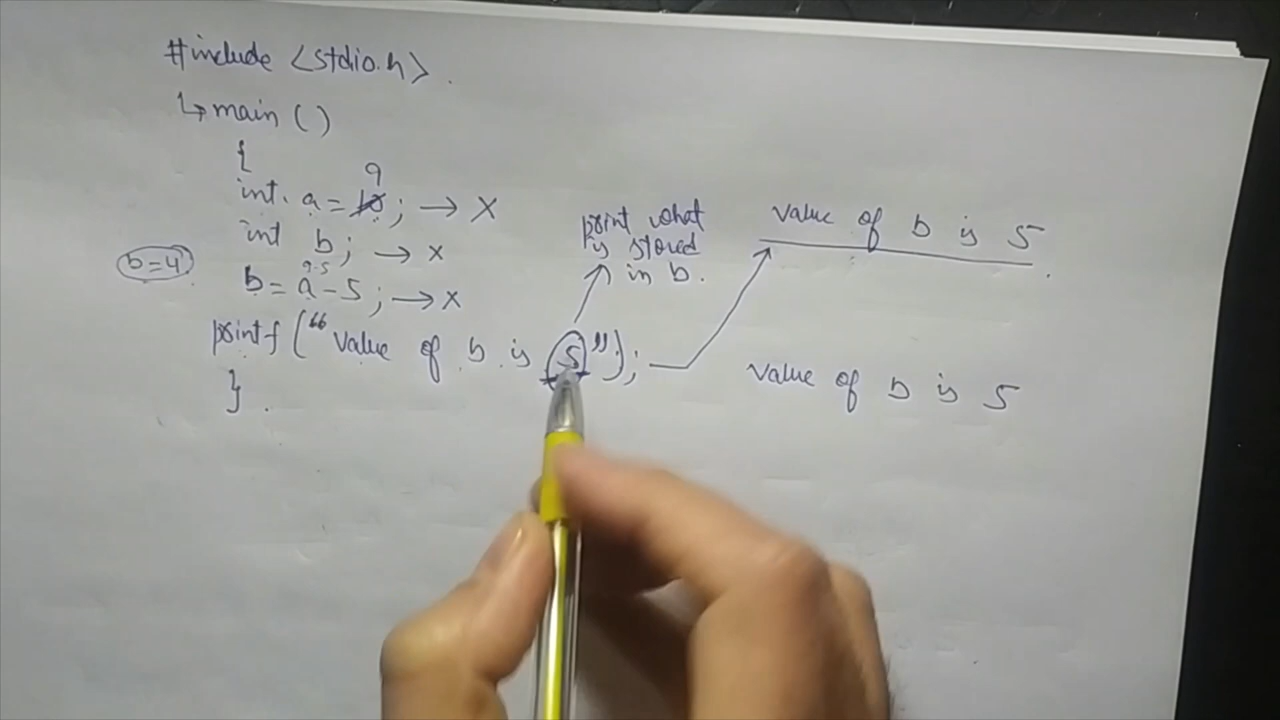 #include <stdio.h>
↳ main ( )
{
9
int. a = 10; → x
int b; → x
b=4
9-5
b = a - 5; → x
printf ("Value of b is 5");
}
print what
is stored
in b.
Value of b is 5
Value of b is 5